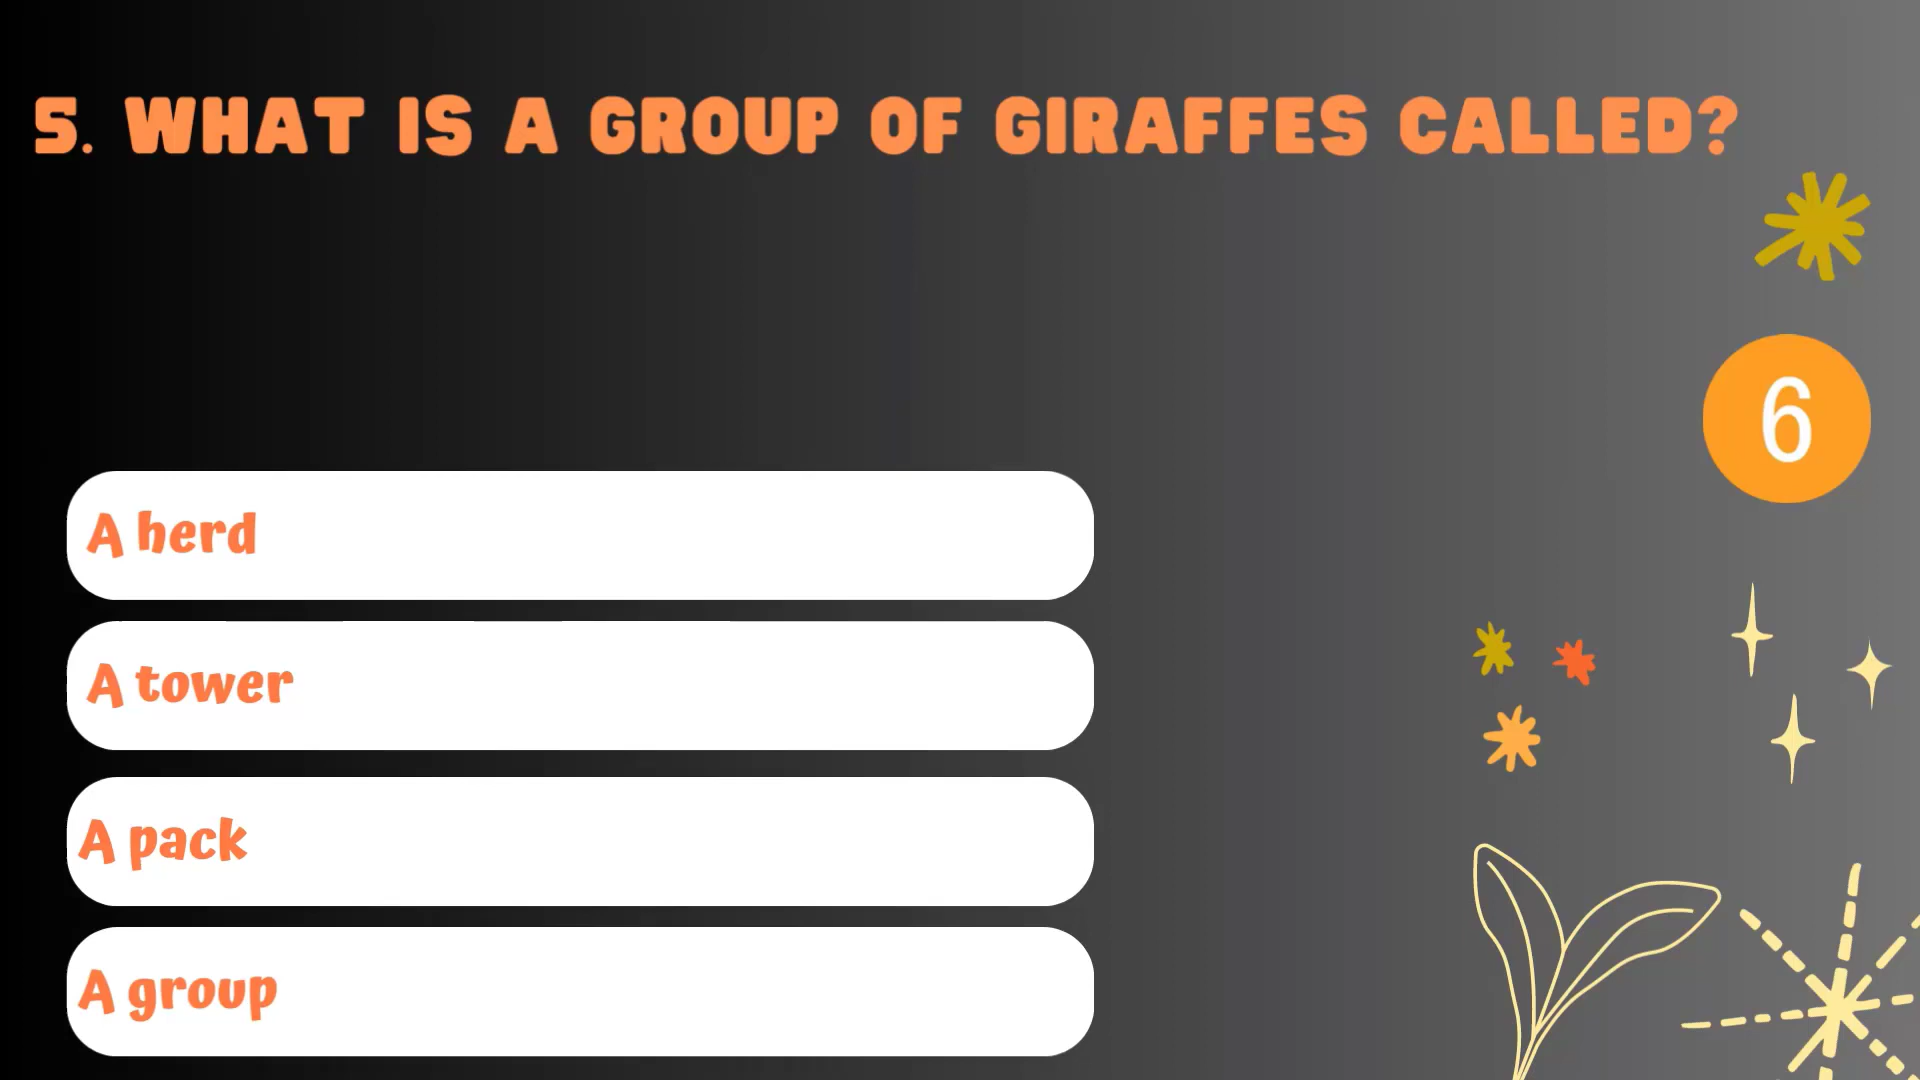 5. WHAT IS A GROUP OF GIRAFFES CALLED?
6
A herd
A tower
A pack
A group